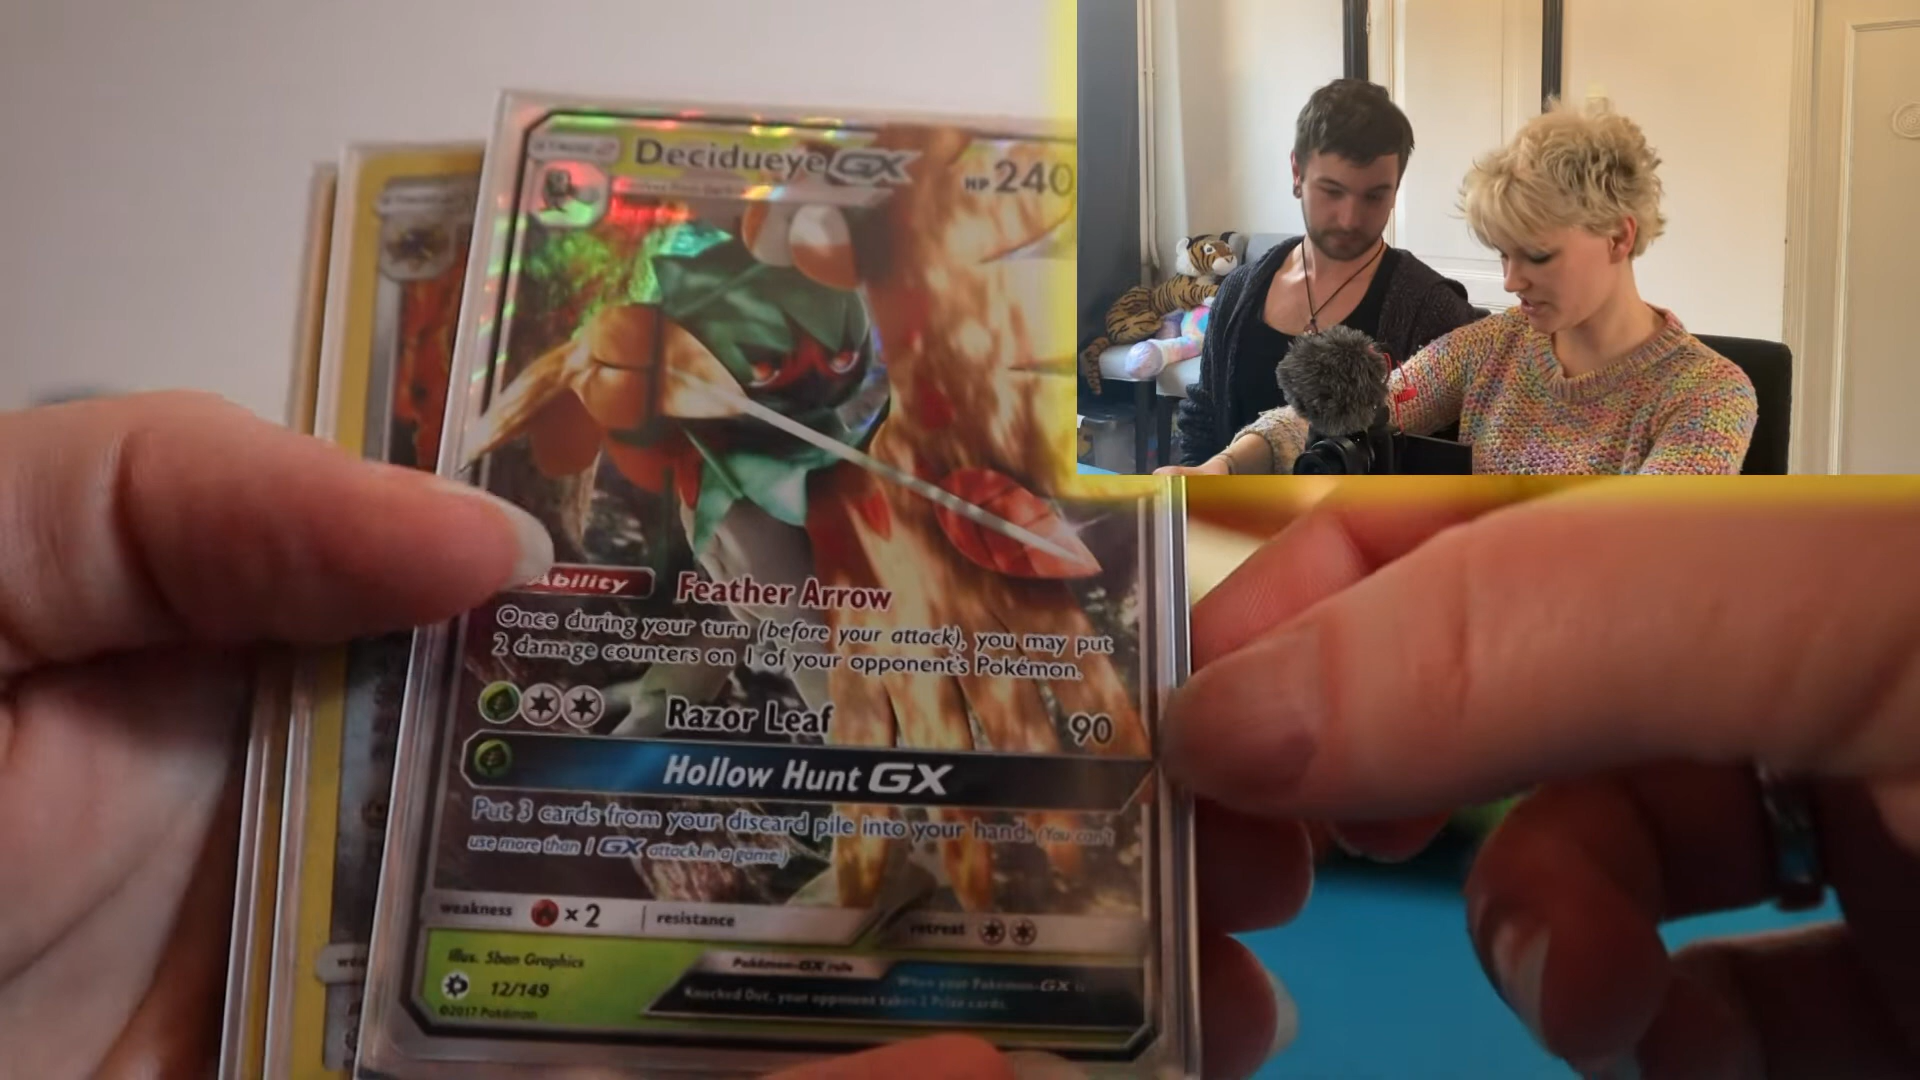 Decidueye GX
HP 240
Ability Feather Arrow
Once during your turn (before your attack), you may put
2 damage counters on 1 of your opponent's Pokémon.
Razor Leaf 90
Hollow Hunt GX
Put 3 cards from your discard pile into your hand. (You can't
use more than 1 GX attack in a game.)
weakness × 2 resistance retreat
Illus. 5ban Graphics
Pokémon-GX rule
12/149
When your Pokémon-GX is
Knocked Out, your opponent takes 2 Prize cards.
©2017 Pokémon